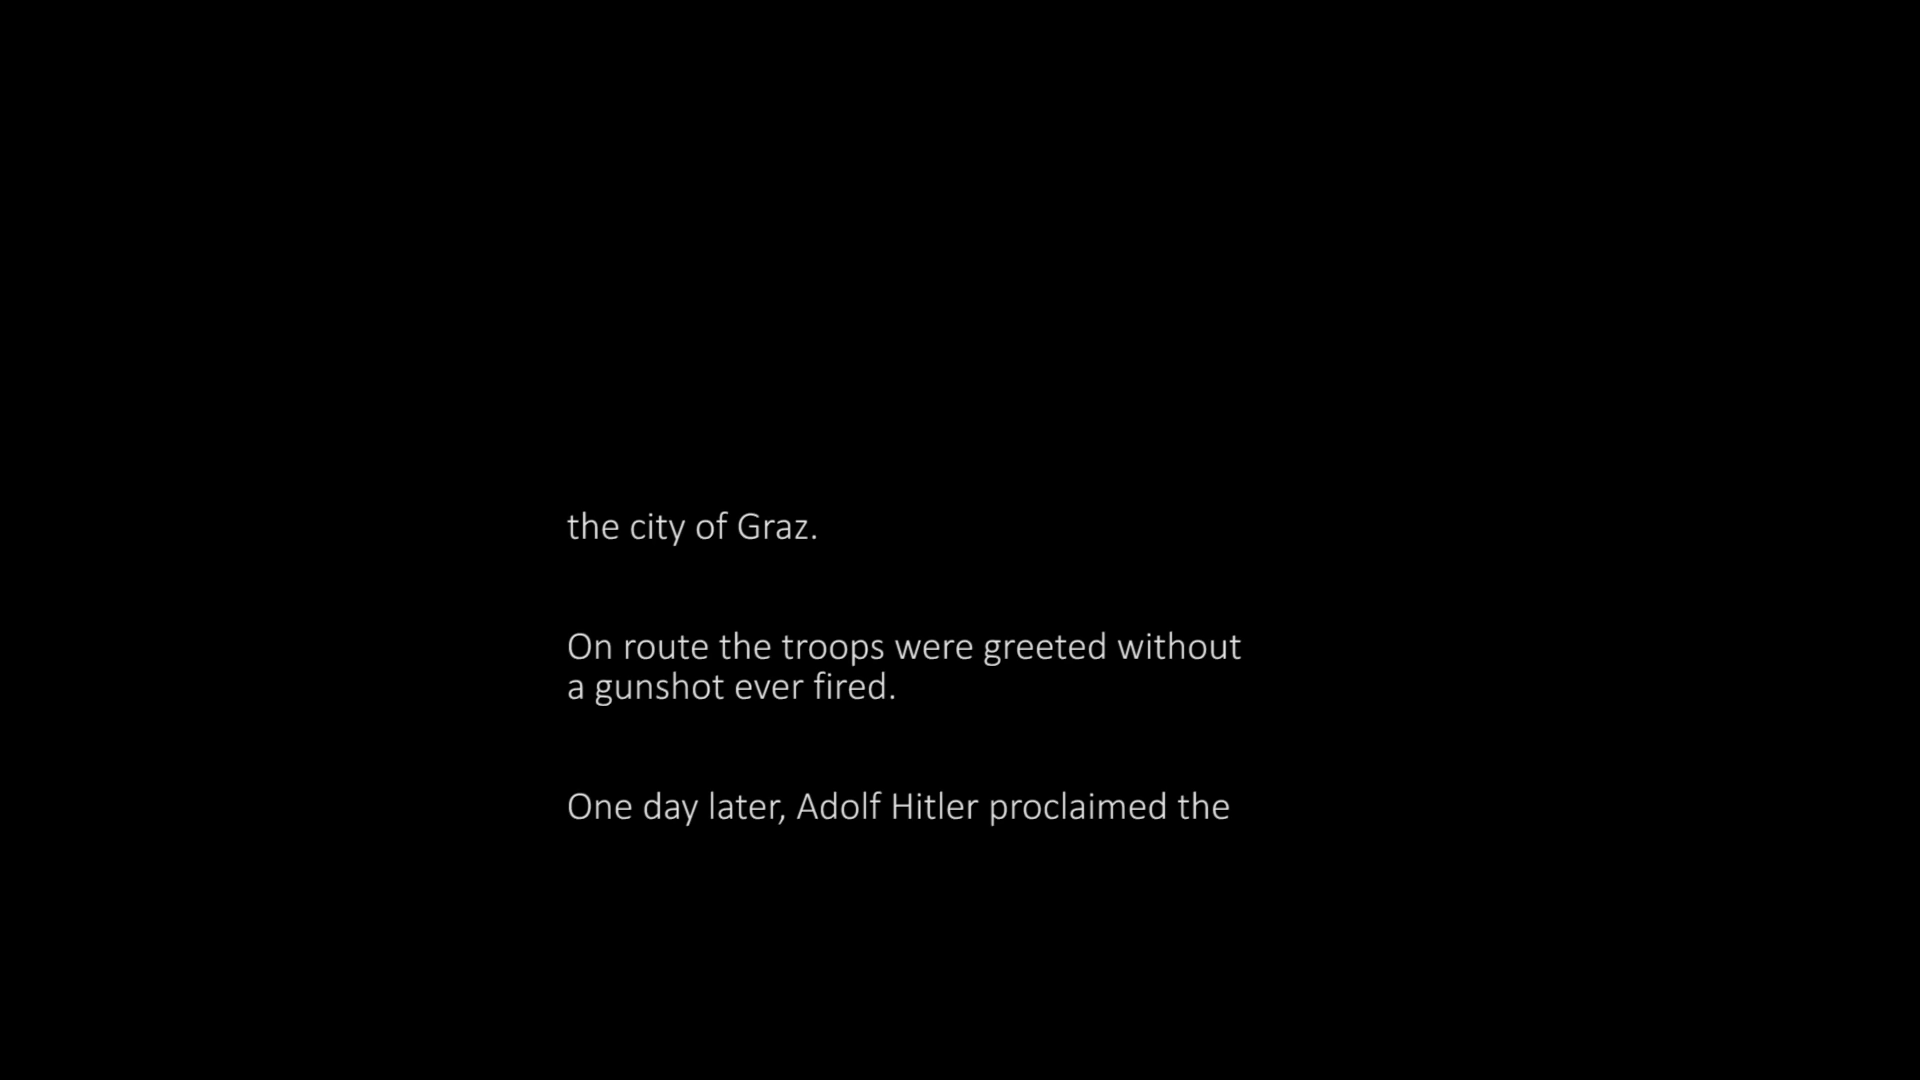 the city of Graz.
On route the troops were greeted without
a gunshot ever fired.
One day later, Adolf Hitler proclaimed the